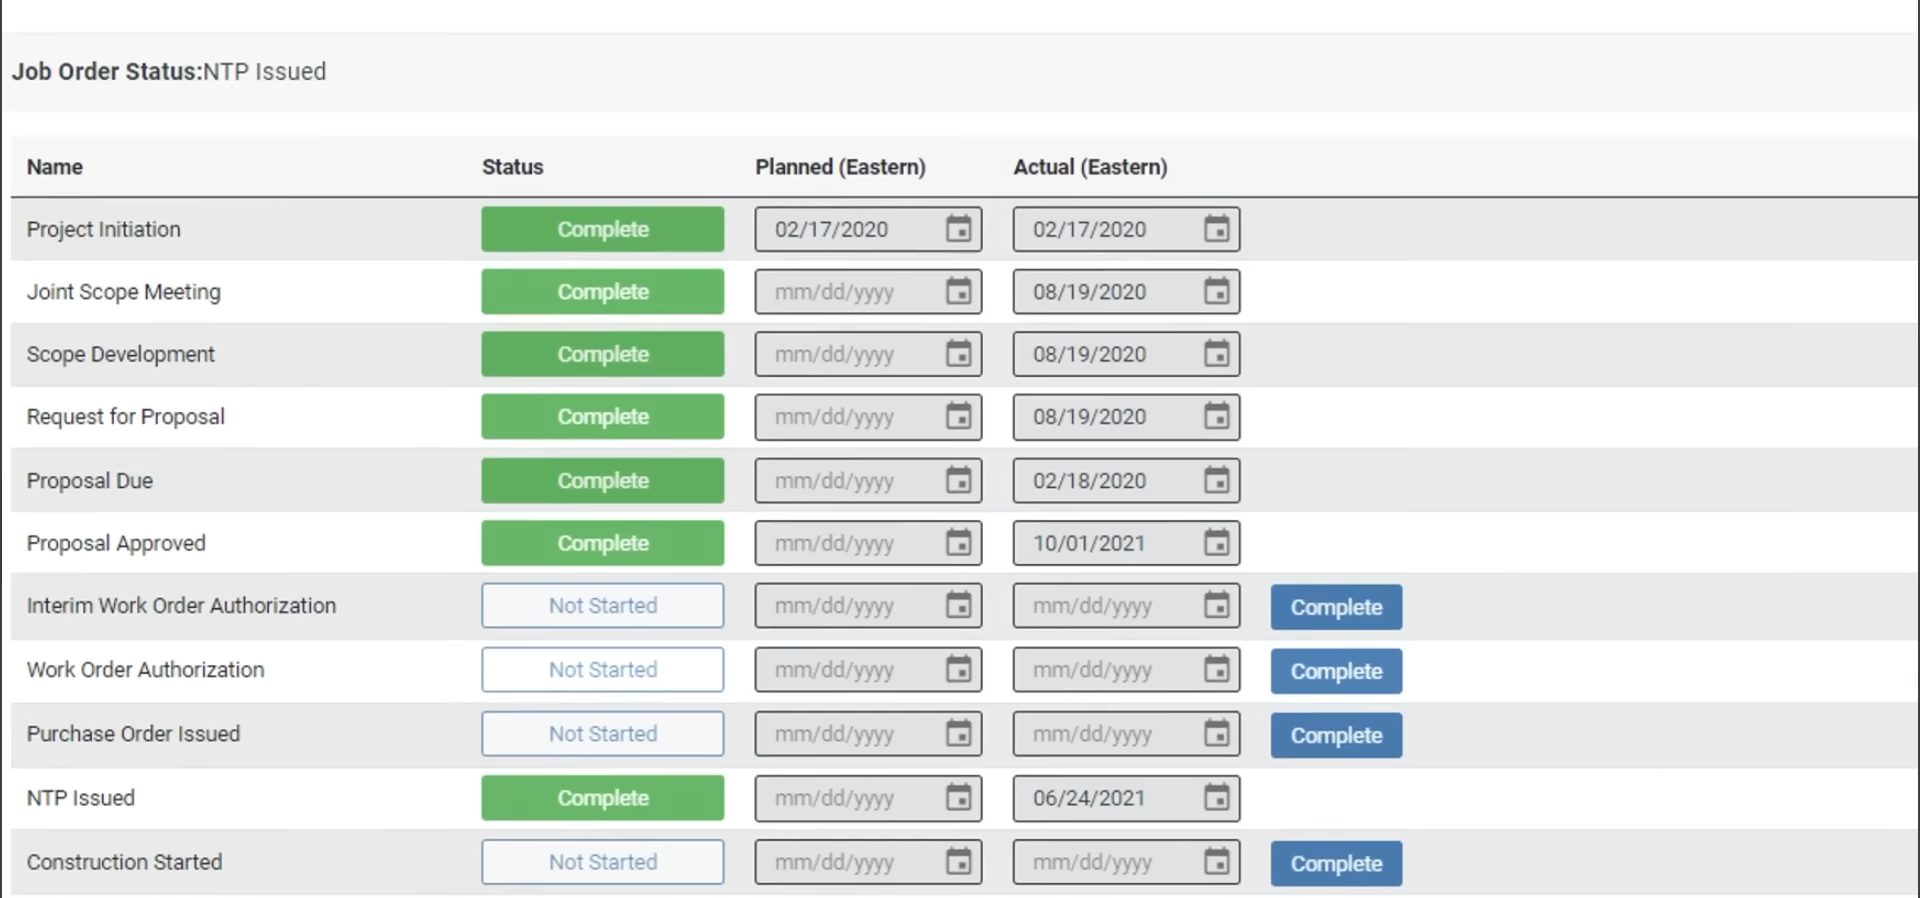 Job Order Status:NTP Issued
Name Status Planned (Eastern) Actual (Eastern)
Project Initiation Complete 02/17/2020 02/17/2020
Joint Scope Meeting Complete mm/dd/yyyy 08/19/2020
Scope Development Complete mm/dd/yyyy 08/19/2020
Request for Proposal Complete mm/dd/yyyy 08/19/2020
Proposal Due Complete mm/dd/yyyy 02/18/2020
Proposal Approved Complete mm/dd/yyyy 10/01/2021
Interim Work Order Authorization Not Started mm/dd/yyyy mm/dd/yyyy Complete
Work Order Authorization Not Started mm/dd/yyyy mm/dd/yyyy Complete
Purchase Order Issued Not Started mm/dd/yyyy mm/dd/yyyy Complete
NTP Issued Complete mm/dd/yyyy 06/24/2021
Construction Started Not Started mm/dd/yyyy mm/dd/yyyy Complete